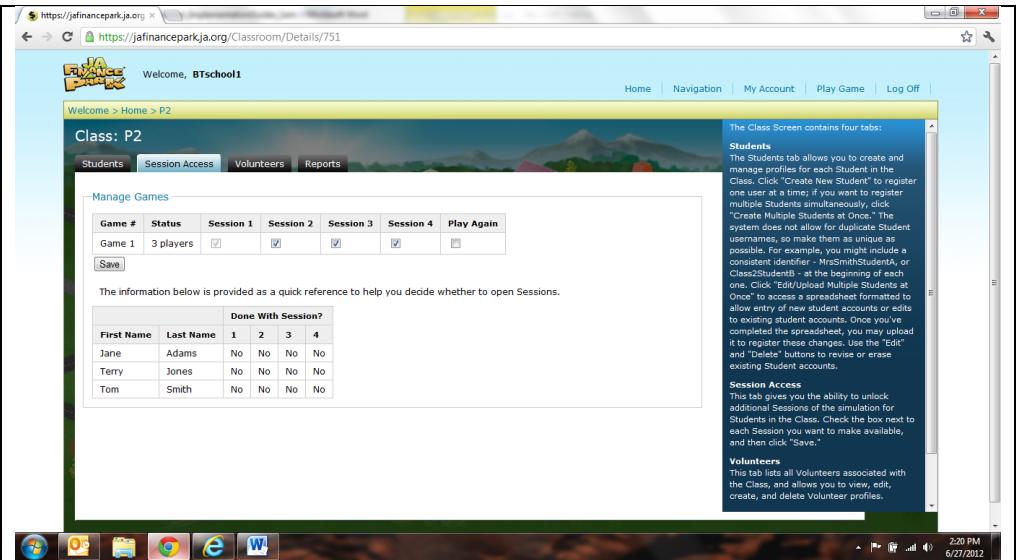 https://jafinancepark.ja.org
https://jafinancepark.ja.org/Classroom/Details/751
JA
FINANCE
PARK
Welcome, BTschool1
Home | Navigation | My Account | Play Game | Log Off |
Welcome > Home > P2
Class: P2
Students Session Access Volunteers Reports
Manage Games
Game # Status Session 1 Session 2 Session 3 Session 4 Play Again
Game 1 3 players
Save
The information below is provided as a quick reference to help you decide whether to open Sessions.
Done With Session?
First Name Last Name 1 2 3 4
Jane Adams No No No No
Terry Jones No No No No
Tom Smith No No No No
The Class Screen contains four tabs:
Students
The Students tab allows you to create and
manage profiles for each Student in the
Class. Click "Create New Student" to register
one user at a time; if you want to register
multiple Students simultaneously, click
"Create Multiple Students at Once." The
system does not allow for duplicate Student
usernames, so make them as unique as
possible. For example, you might include a
consistent identifier - MrsSmithStudentA, or
Class2StudentB - at the beginning of each
one. Click "Edit/Upload Multiple Students at
Once" to access a spreadsheet formatted to
allow entry of new student accounts or edits
to existing student accounts. Once you've
completed the spreadsheet, you may upload
it to register these changes. Use the "Edit"
and "Delete" buttons to revise or erase
existing Student accounts.
Session Access
This tab gives you the ability to unlock
additional Sessions of the simulation for
Students in the Class. Check the box next to
each Session you want to make available,
and then click "Save."
Volunteers
This tab lists all Volunteers associated with
the Class, and allows you to view, edit,
create, and delete Volunteer profiles.
2:20 PM
6/27/2012